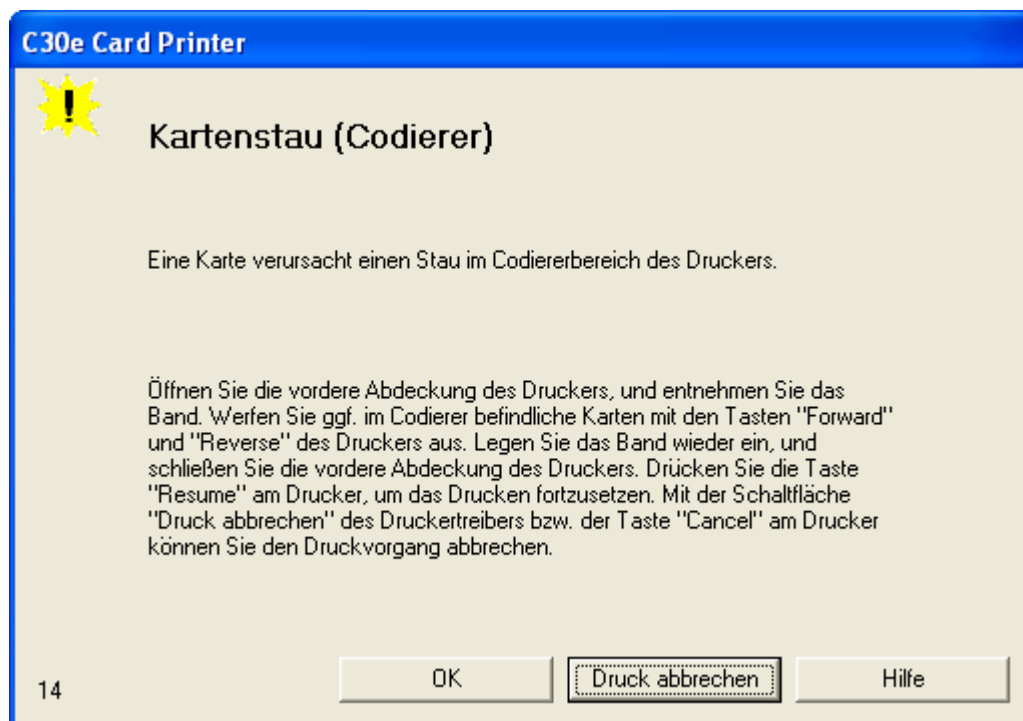 C30e Card Printer
Kartenstau (Codierer)
Eine Karte verursacht einen Stau im Codiererbereich des Druckers.
Öffnen Sie die vordere Abdeckung des Druckers, und entnehmen Sie das
Band. Werfen Sie ggf. im Codierer befindliche Karten mit den Tasten "Forward"
und "Reverse" des Druckers aus. Legen Sie das Band wieder ein, und
schließen Sie die vordere Abdeckung des Druckers. Drücken Sie die Taste
"Resume" am Drucker, um das Drucken fortzusetzen. Mit der Schaltfläche
"Druck abbrechen" des Druckertreibers bzw. der Taste "Cancel" am Drucker
können Sie den Druckvorgang abbrechen.
14
OK
Druck abbrechen
Hilfe